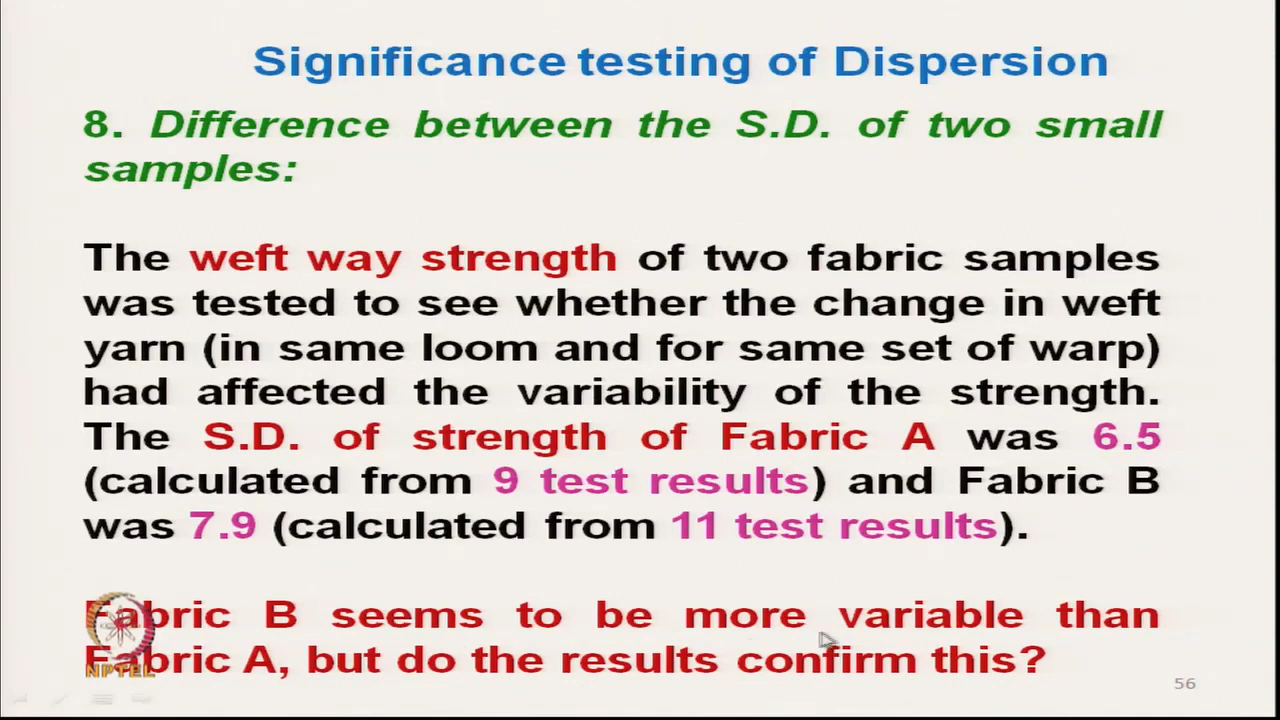 Significance testing of Dispersion
8. Difference between the S.D. of two small
samples:
The weft way strength of two fabric samples
was tested to see whether the change in weft
yarn (in same loom and for same set of warp)
had affected the variability of the strength.
The S.D. of strength of Fabric A was 6.5
(calculated from 9 test results) and Fabric B
was 7.9 (calculated from 11 test results).
Fabric B seems to be more variable than
Fabric A, but do the results confirm this?
NPTEL
56